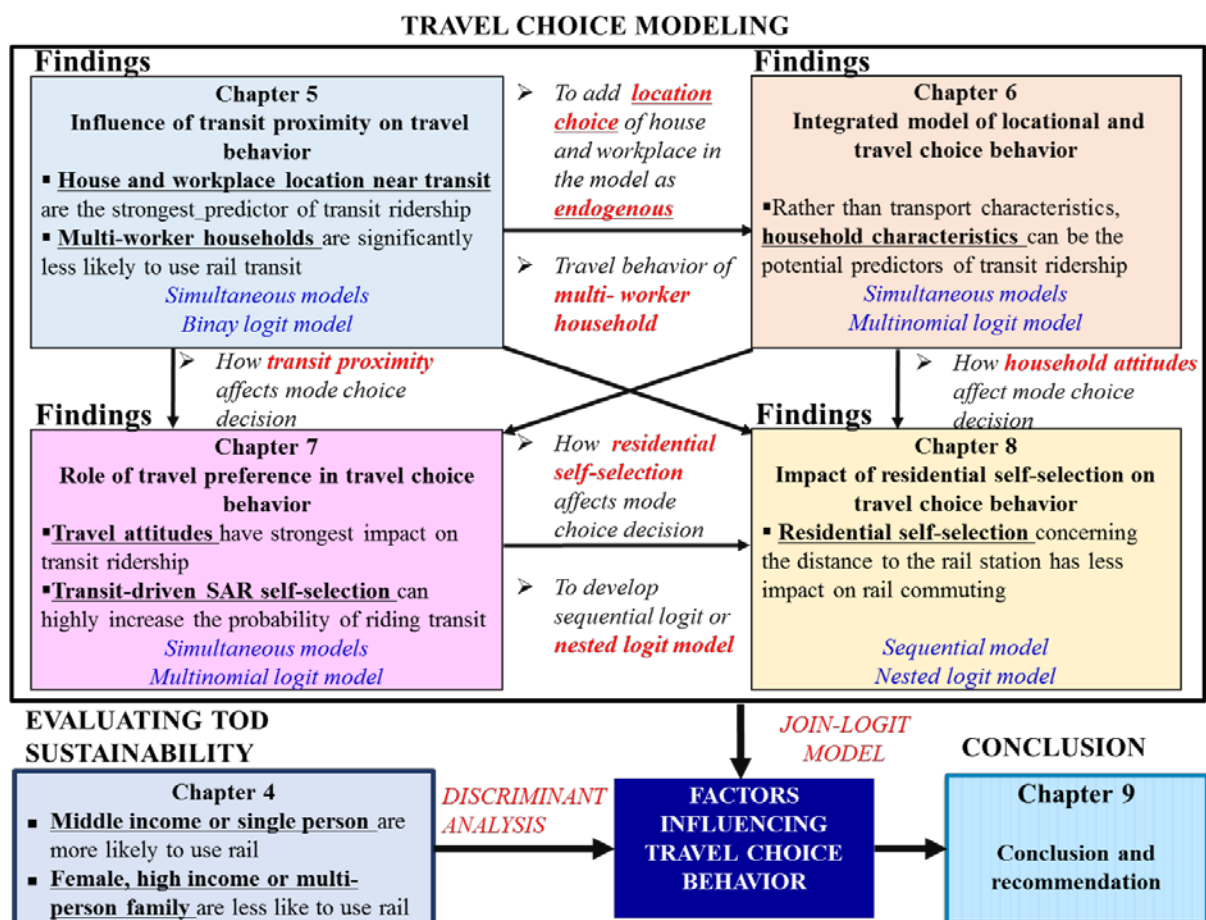 TRAVEL CHOICE MODELING
Findings
Chapter 5
Influence of transit proximity on travel
behavior
▪ House and workplace location near transit
are the strongest predictor of transit ridership
▪ Multi-worker households are significantly
less likely to use rail transit
Simultaneous models
Binay logit model
➢ To add location
choice of house
and workplace in
the model as
endogenous
➢ Travel behavior of
multi- worker
household
Findings
Chapter 6
Integrated model of locational and
travel choice behavior
▪Rather than transport characteristics,
household characteristics can be the
potential predictors of transit ridership
Simultaneous models
Multinomial logit model
➢ How transit proximity
affects mode choice
decision
➢ How household attitudes
affect mode choice
decision
Findings
Chapter 7
Role of travel preference in travel choice
behavior
▪Travel attitudes have strongest impact on
transit ridership
▪Transit-driven SAR self-selection can
highly increase the probability of riding transit
Simultaneous models
Multinomial logit model
➢ How residential
self-selection
affects mode
choice decision
➢ To develop
sequential logit or
nested logit model
Findings
Chapter 8
Impact of residential self-selection on
travel choice behavior
▪ Residential self-selection concerning
the distance to the rail station has less
impact on rail commuting
Sequential model
Nested logit model
EVALUATING TOD
SUSTAINABILITY
Chapter 4
▪ Middle income or single person are
more likely to use rail
▪ Female, high income or multi-
person family are less like to use rail
DISCRIMINANT
ANALYSIS
JOIN-LOGIT
MODEL
FACTORS
INFLUENCING
TRAVEL CHOICE
BEHAVIOR
CONCLUSION
Chapter 9
Conclusion and
recommendation